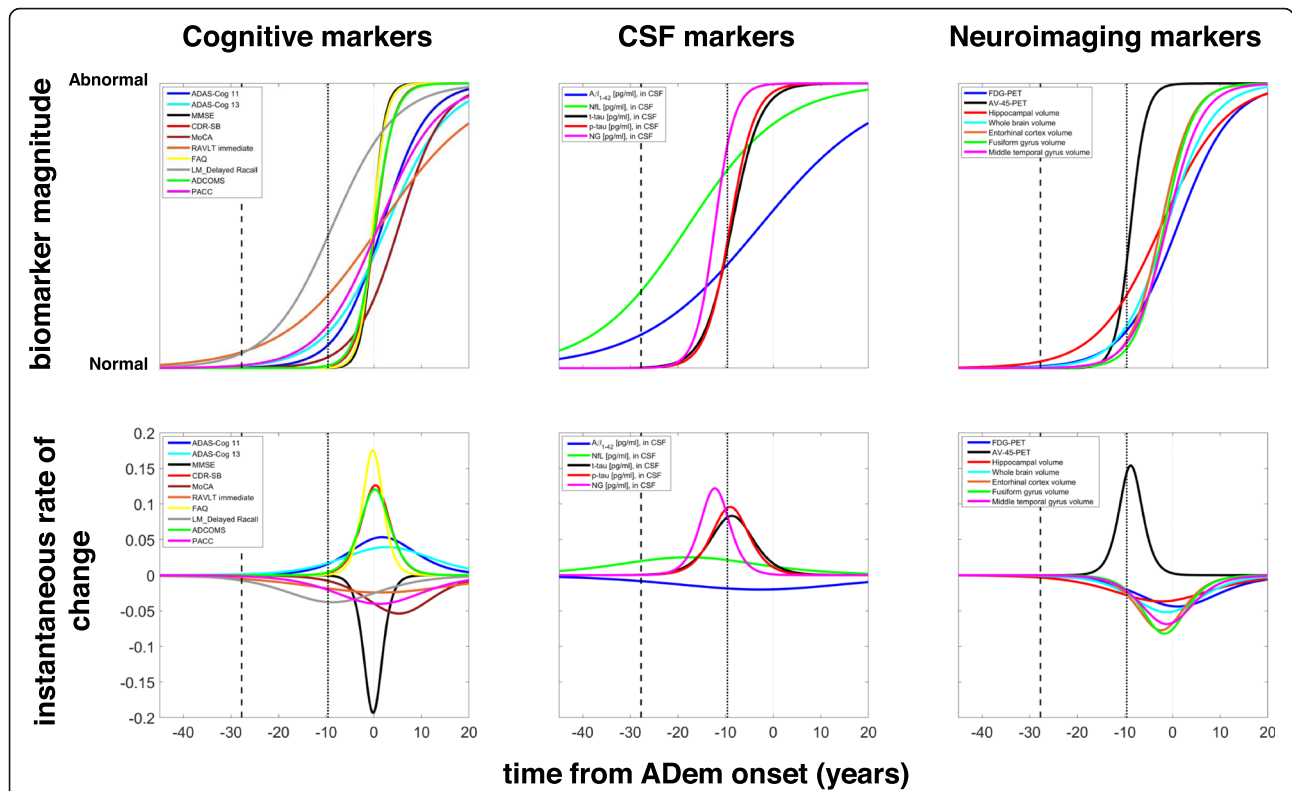 Cognitive markers
CSF markers
Neuroimaging markers
biomarker magnitude
Abnormal
Normal
ADAS-Cog 11
ADAS-Cog 13
MMSE
CDR-SB
MoCA
RAVLT immediate
FAQ
LM_Delayed Racall
ADCOMS
PACC
-40 -30 -20 -10 0 10 20
Aβ1-42 [pg/ml], in CSF
NfL [pg/ml], in CSF
t-tau [pg/ml], in CSF
p-tau [pg/ml], in CSF
NG [pg/ml], in CSF
-40 -30 -20 -10 0 10 20
FDG-PET
AV-45-PET
Hippocampal volume
Whole brain volume
Entorhinal cortex volume
Fusiform gyrus volume
Middle temporal gyrus volume
-40 -30 -20 -10 0 10 20
instantaneous rate of
change
0.2
0.15
0.1
0.05
0
-0.05
-0.1
-0.15
-0.2
ADAS-Cog 11
ADAS-Cog 13
MMSE
CDR-SB
MoCA
RAVLT immediate
FAQ
LM_Delayed Racall
ADCOMS
PACC
-40 -30 -20 -10 0 10 20
Aβ1-42 [pg/ml], in CSF
NfL [pg/ml], in CSF
t-tau [pg/ml], in CSF
p-tau [pg/ml], in CSF
NG [pg/ml], in CSF
-40 -30 -20 -10 0 10 20
FDG-PET
AV-45-PET
Hippocampal volume
Whole brain volume
Entorhinal cortex volume
Fusiform gyrus volume
Middle temporal gyrus volume
-40 -30 -20 -10 0 10 20
time from ADem onset (years)